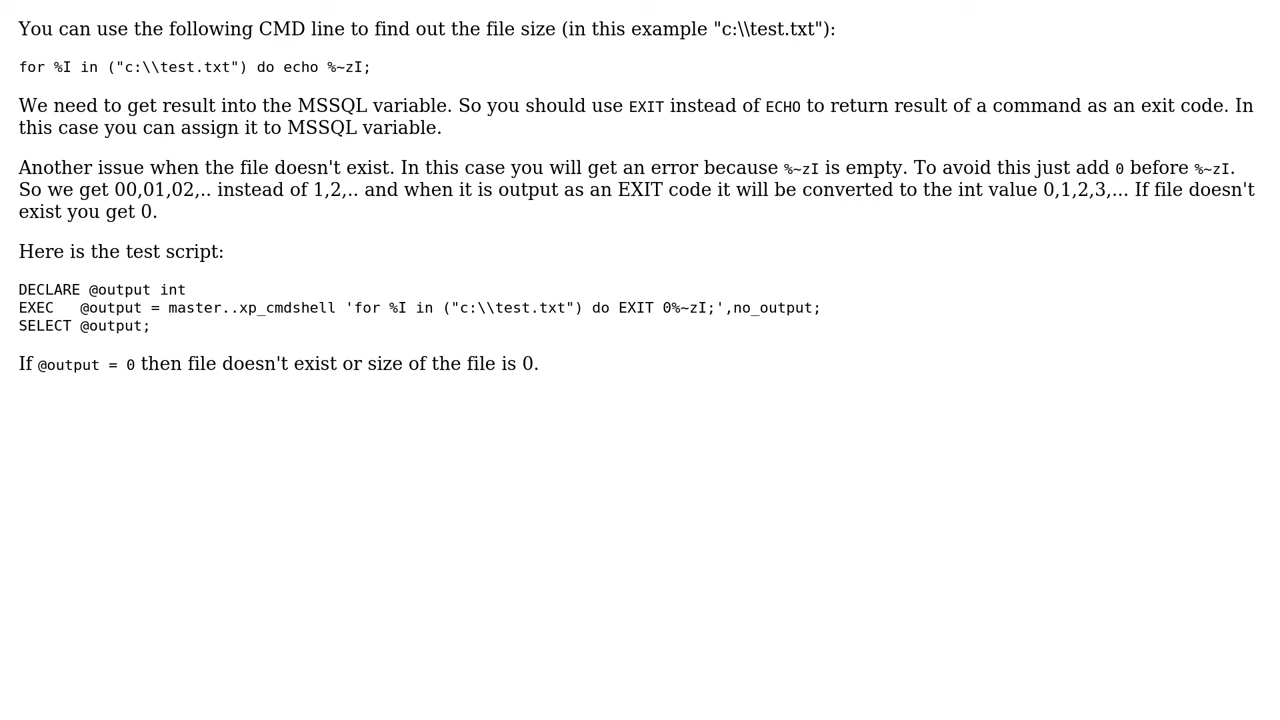 You can use the following CMD line to find out the file size (in this example "c:\\test.txt"):
for %I in ("c:\\test.txt") do echo %~zI;
We need to get result into the MSSQL variable. So you should use EXIT instead of ECHO to return result of a command as an exit code. In
this case you can assign it to MSSQL variable.
Another issue when the file doesn't exist. In this case you will get an error because %~zI is empty. To avoid this just add 0 before %~zI.
So we get 00,01,02,.. instead of 1,2,.. and when it is output as an EXIT code it will be converted to the int value 0,1,2,3,... If file doesn't
exist you get 0.
Here is the test script:
DECLARE @output int
EXEC   @output = master..xp_cmdshell 'for %I in ("c:\\test.txt") do EXIT 0%~zI;',no_output;
SELECT @output;
If @output = 0 then file doesn't exist or size of the file is 0.